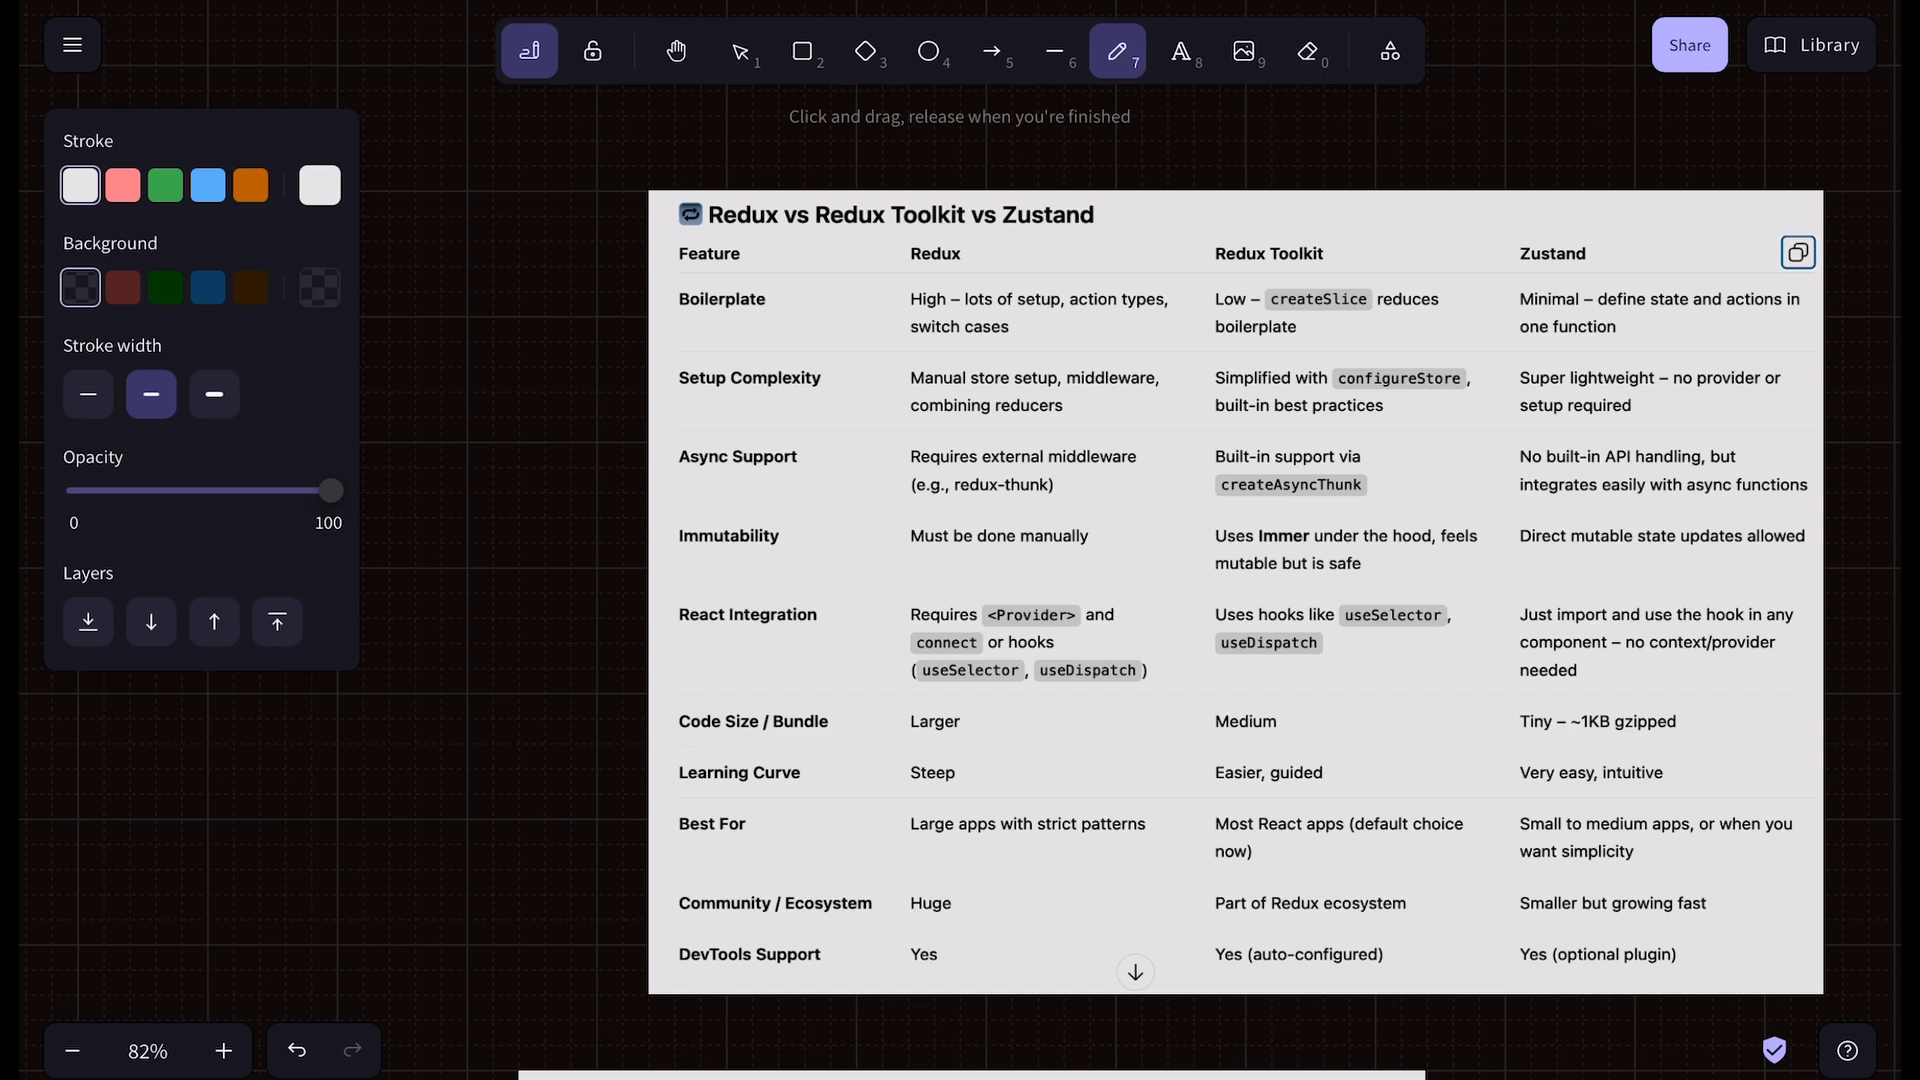 1
2
3
4
5
6
7
8
9
0
Share
Library
Click and drag, release when you're finished
Stroke
Background
Stroke width
Opacity
0
100
Layers
82%
Redux vs Redux Toolkit vs Zustand
Feature
Redux
Redux Toolkit
Zustand
Boilerplate
High – lots of setup, action types,
switch cases
Low – createSlice reduces
boilerplate
Minimal – define state and actions in
one function
Setup Complexity
Manual store setup, middleware,
combining reducers
Simplified with configureStore,
built-in best practices
Super lightweight – no provider or
setup required
Async Support
Requires external middleware
(e.g., redux-thunk)
Built-in support via
createAsyncThunk
No built-in API handling, but
integrates easily with async functions
Immutability
Must be done manually
Uses Immer under the hood, feels
mutable but is safe
Direct mutable state updates allowed
React Integration
Requires <Provider> and
connect or hooks
(useSelector, useDispatch)
Uses hooks like useSelector,
useDispatch
Just import and use the hook in any
component – no context/provider
needed
Code Size / Bundle
Larger
Medium
Tiny – ~1KB gzipped
Learning Curve
Steep
Easier, guided
Very easy, intuitive
Best For
Large apps with strict patterns
Most React apps (default choice
now)
Small to medium apps, or when you
want simplicity
Community / Ecosystem
Huge
Part of Redux ecosystem
Smaller but growing fast
DevTools Support
Yes
Yes (auto-configured)
Yes (optional plugin)